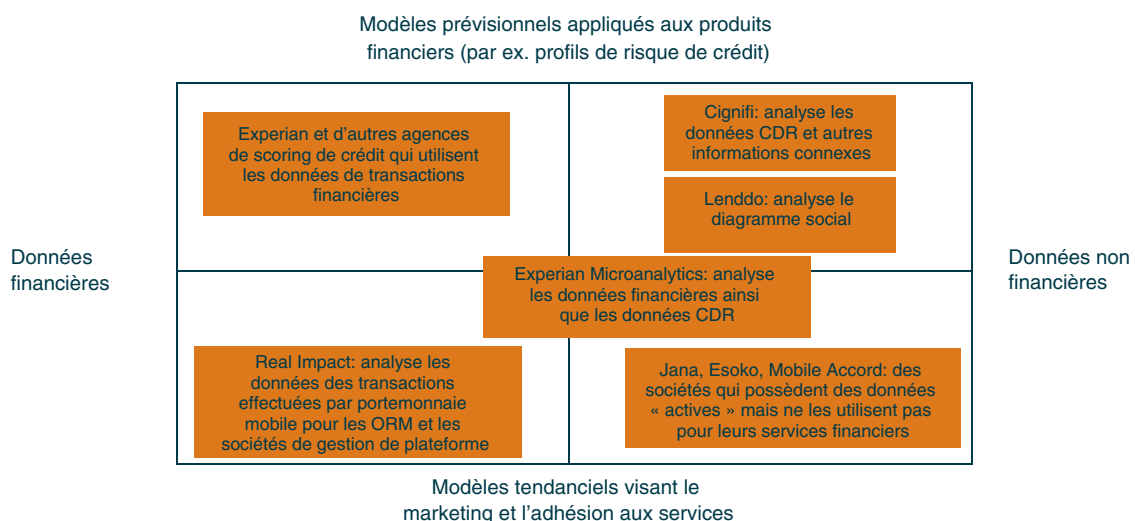 Modèles prévisionnels appliqués aux produits
financiers (par ex. profils de risque de crédit)
Experian et d'autres agences
de scoring de crédit qui utilisent
les données de transactions
financières
Cignifi: analyse les
données CDR et autres
informations connexes
Lenddo: analyse le
diagramme social
Données
financières
Données non
financières
Experian Microanalytics: analyse
les données financières ainsi
que les données CDR
Real Impact: analyse les
données des transactions
effectuées par portemonnaie
mobile pour les ORM et les
sociétés de gestion de plateforme
Jana, Esoko, Mobile Accord: des
sociétés qui possèdent des données
« actives » mais ne les utilisent pas
pour leurs services financiers
Modèles tendanciels visant le
marketing et l'adhésion aux services